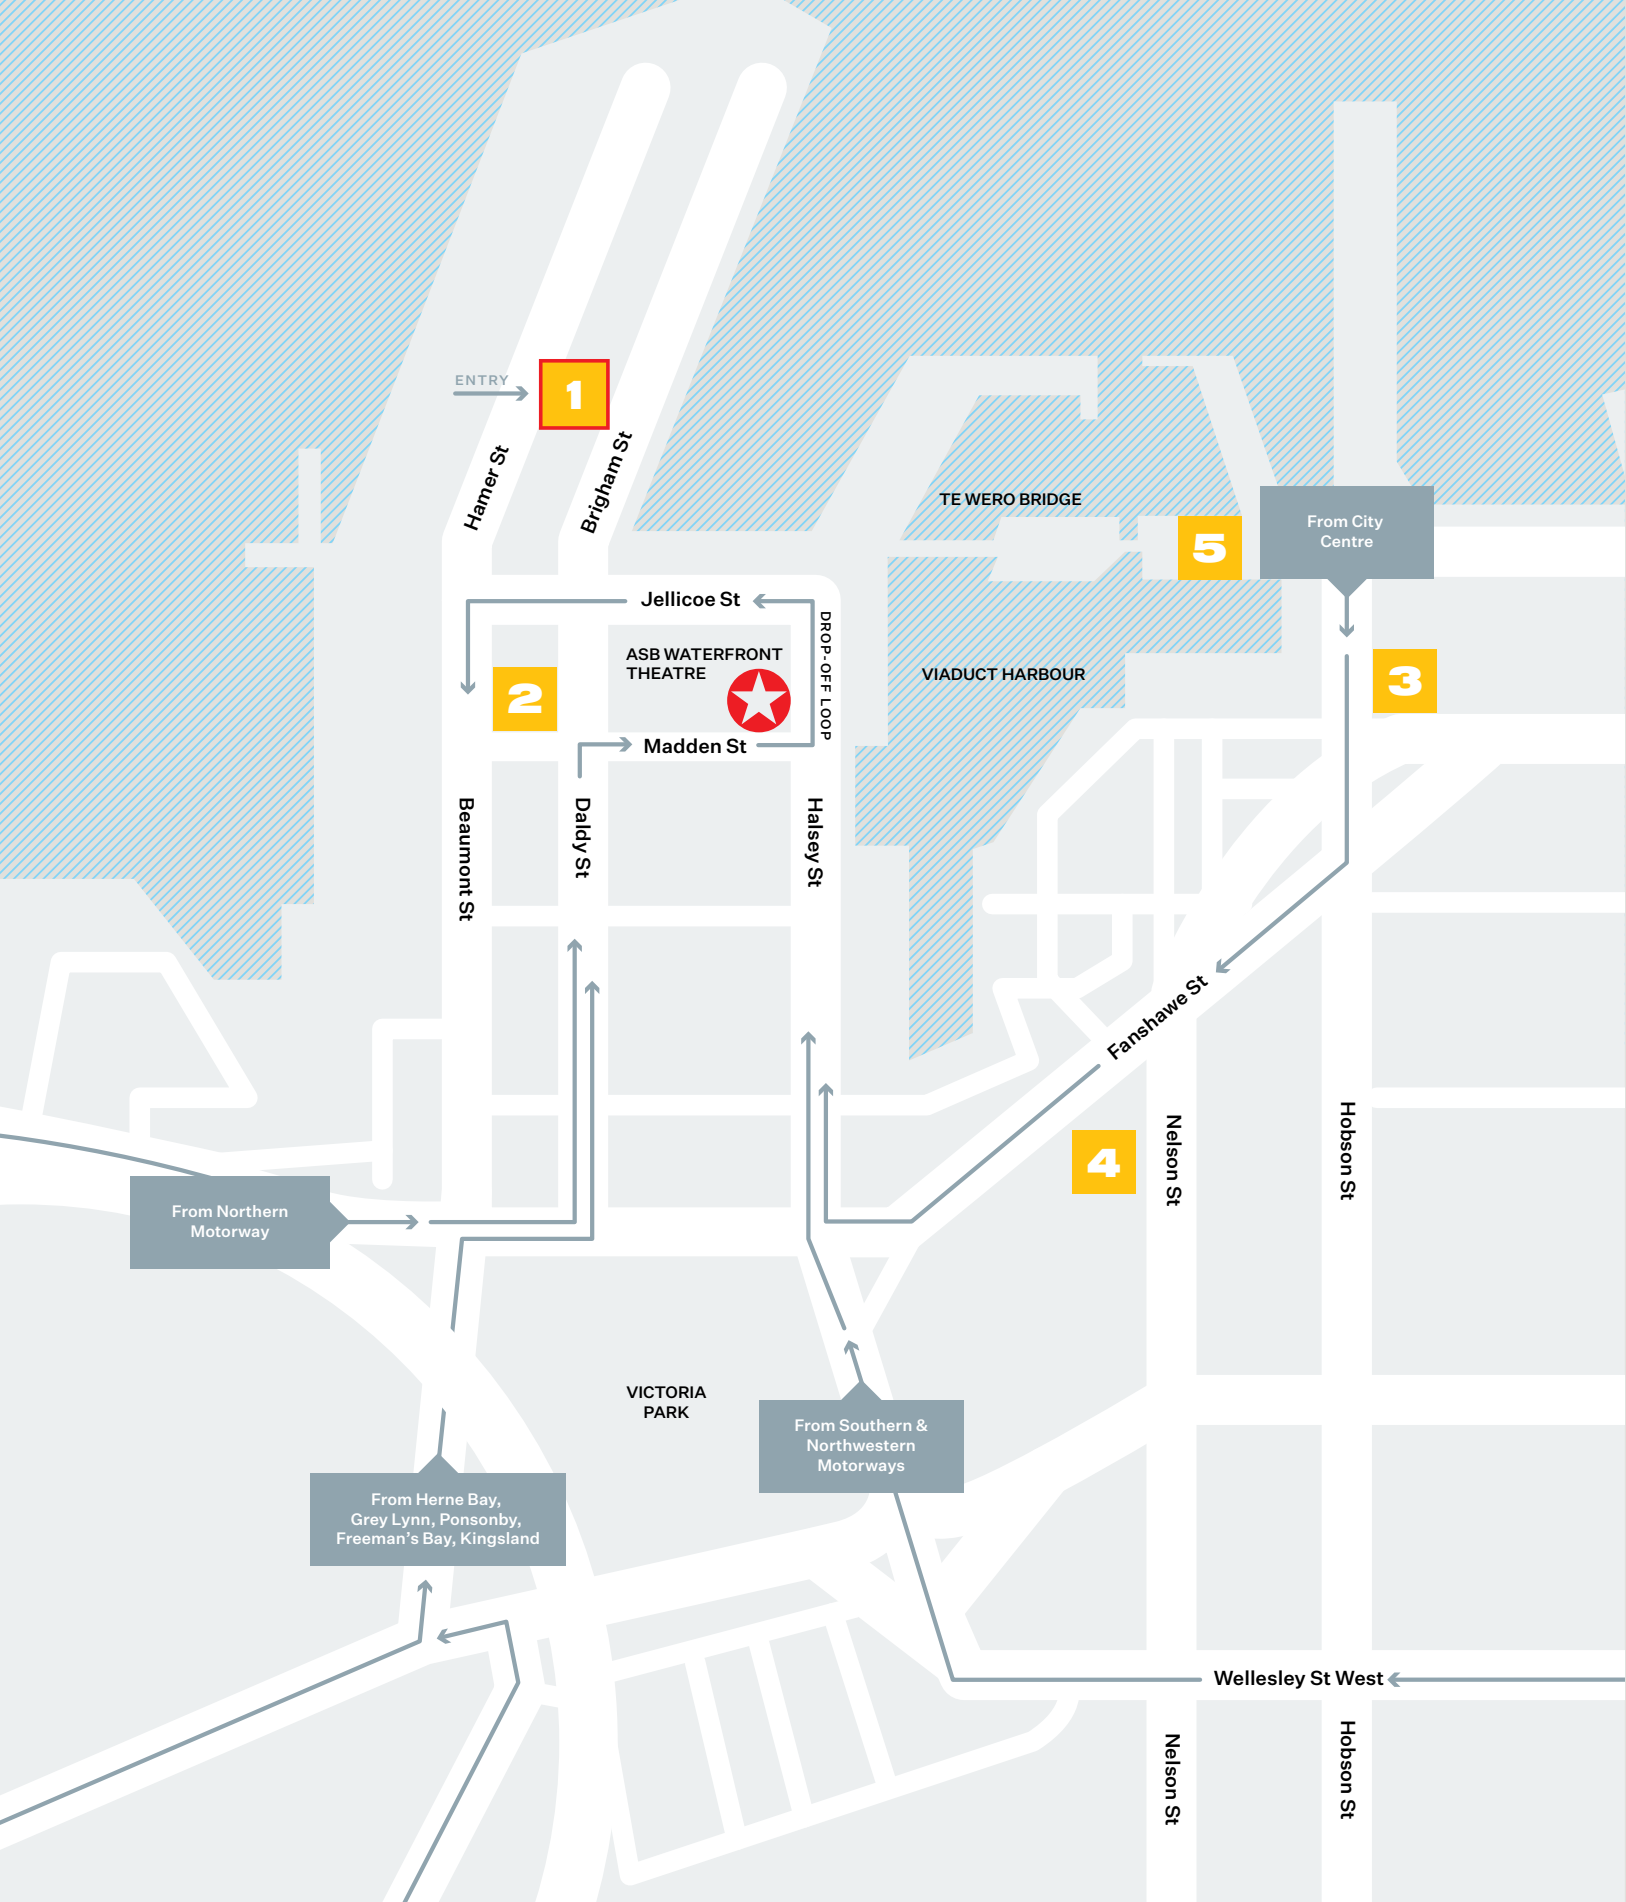 ENTRY
1
Hamer St
Brigham St
TE WERO BRIDGE
5
From City
Centre
Jellicoe St
DROP-OFF LOOP
ASB WATERFRONT
THEATRE
2
VIADUCT HARBOUR
3
Madden St
Beaumont St
Daldy St
Halsey St
Fanshawe St
4
Nelson St
Hobson St
From Northern
Motorway
VICTORIA
PARK
From Southern &
Northwestern
Motorways
From Herne Bay,
Grey Lynn, Ponsonby,
Freeman's Bay, Kingsland
Wellesley St West
Nelson St
Hobson St